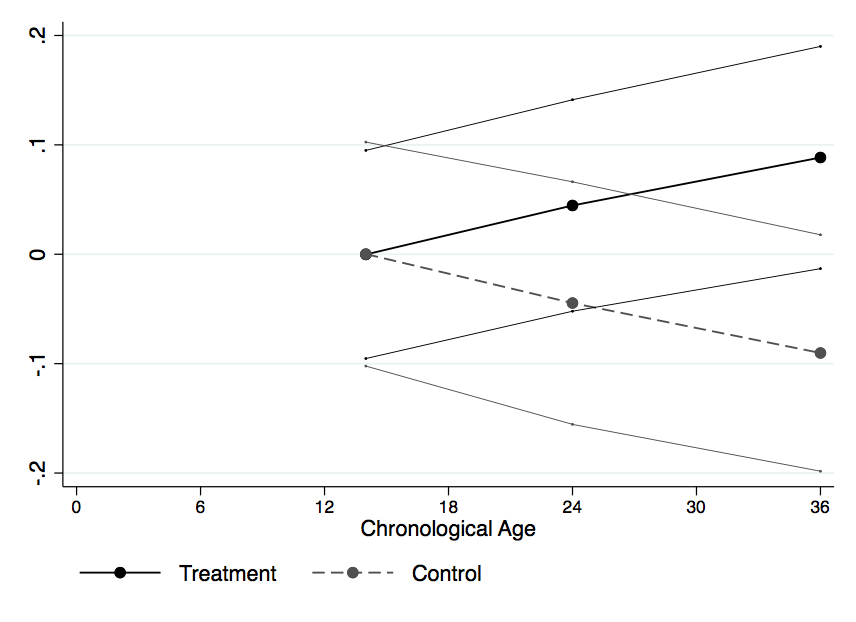 .2
.1
0
-.1
-.2
0 6 12 18 24 30 36
Chronological Age
Treatment Control